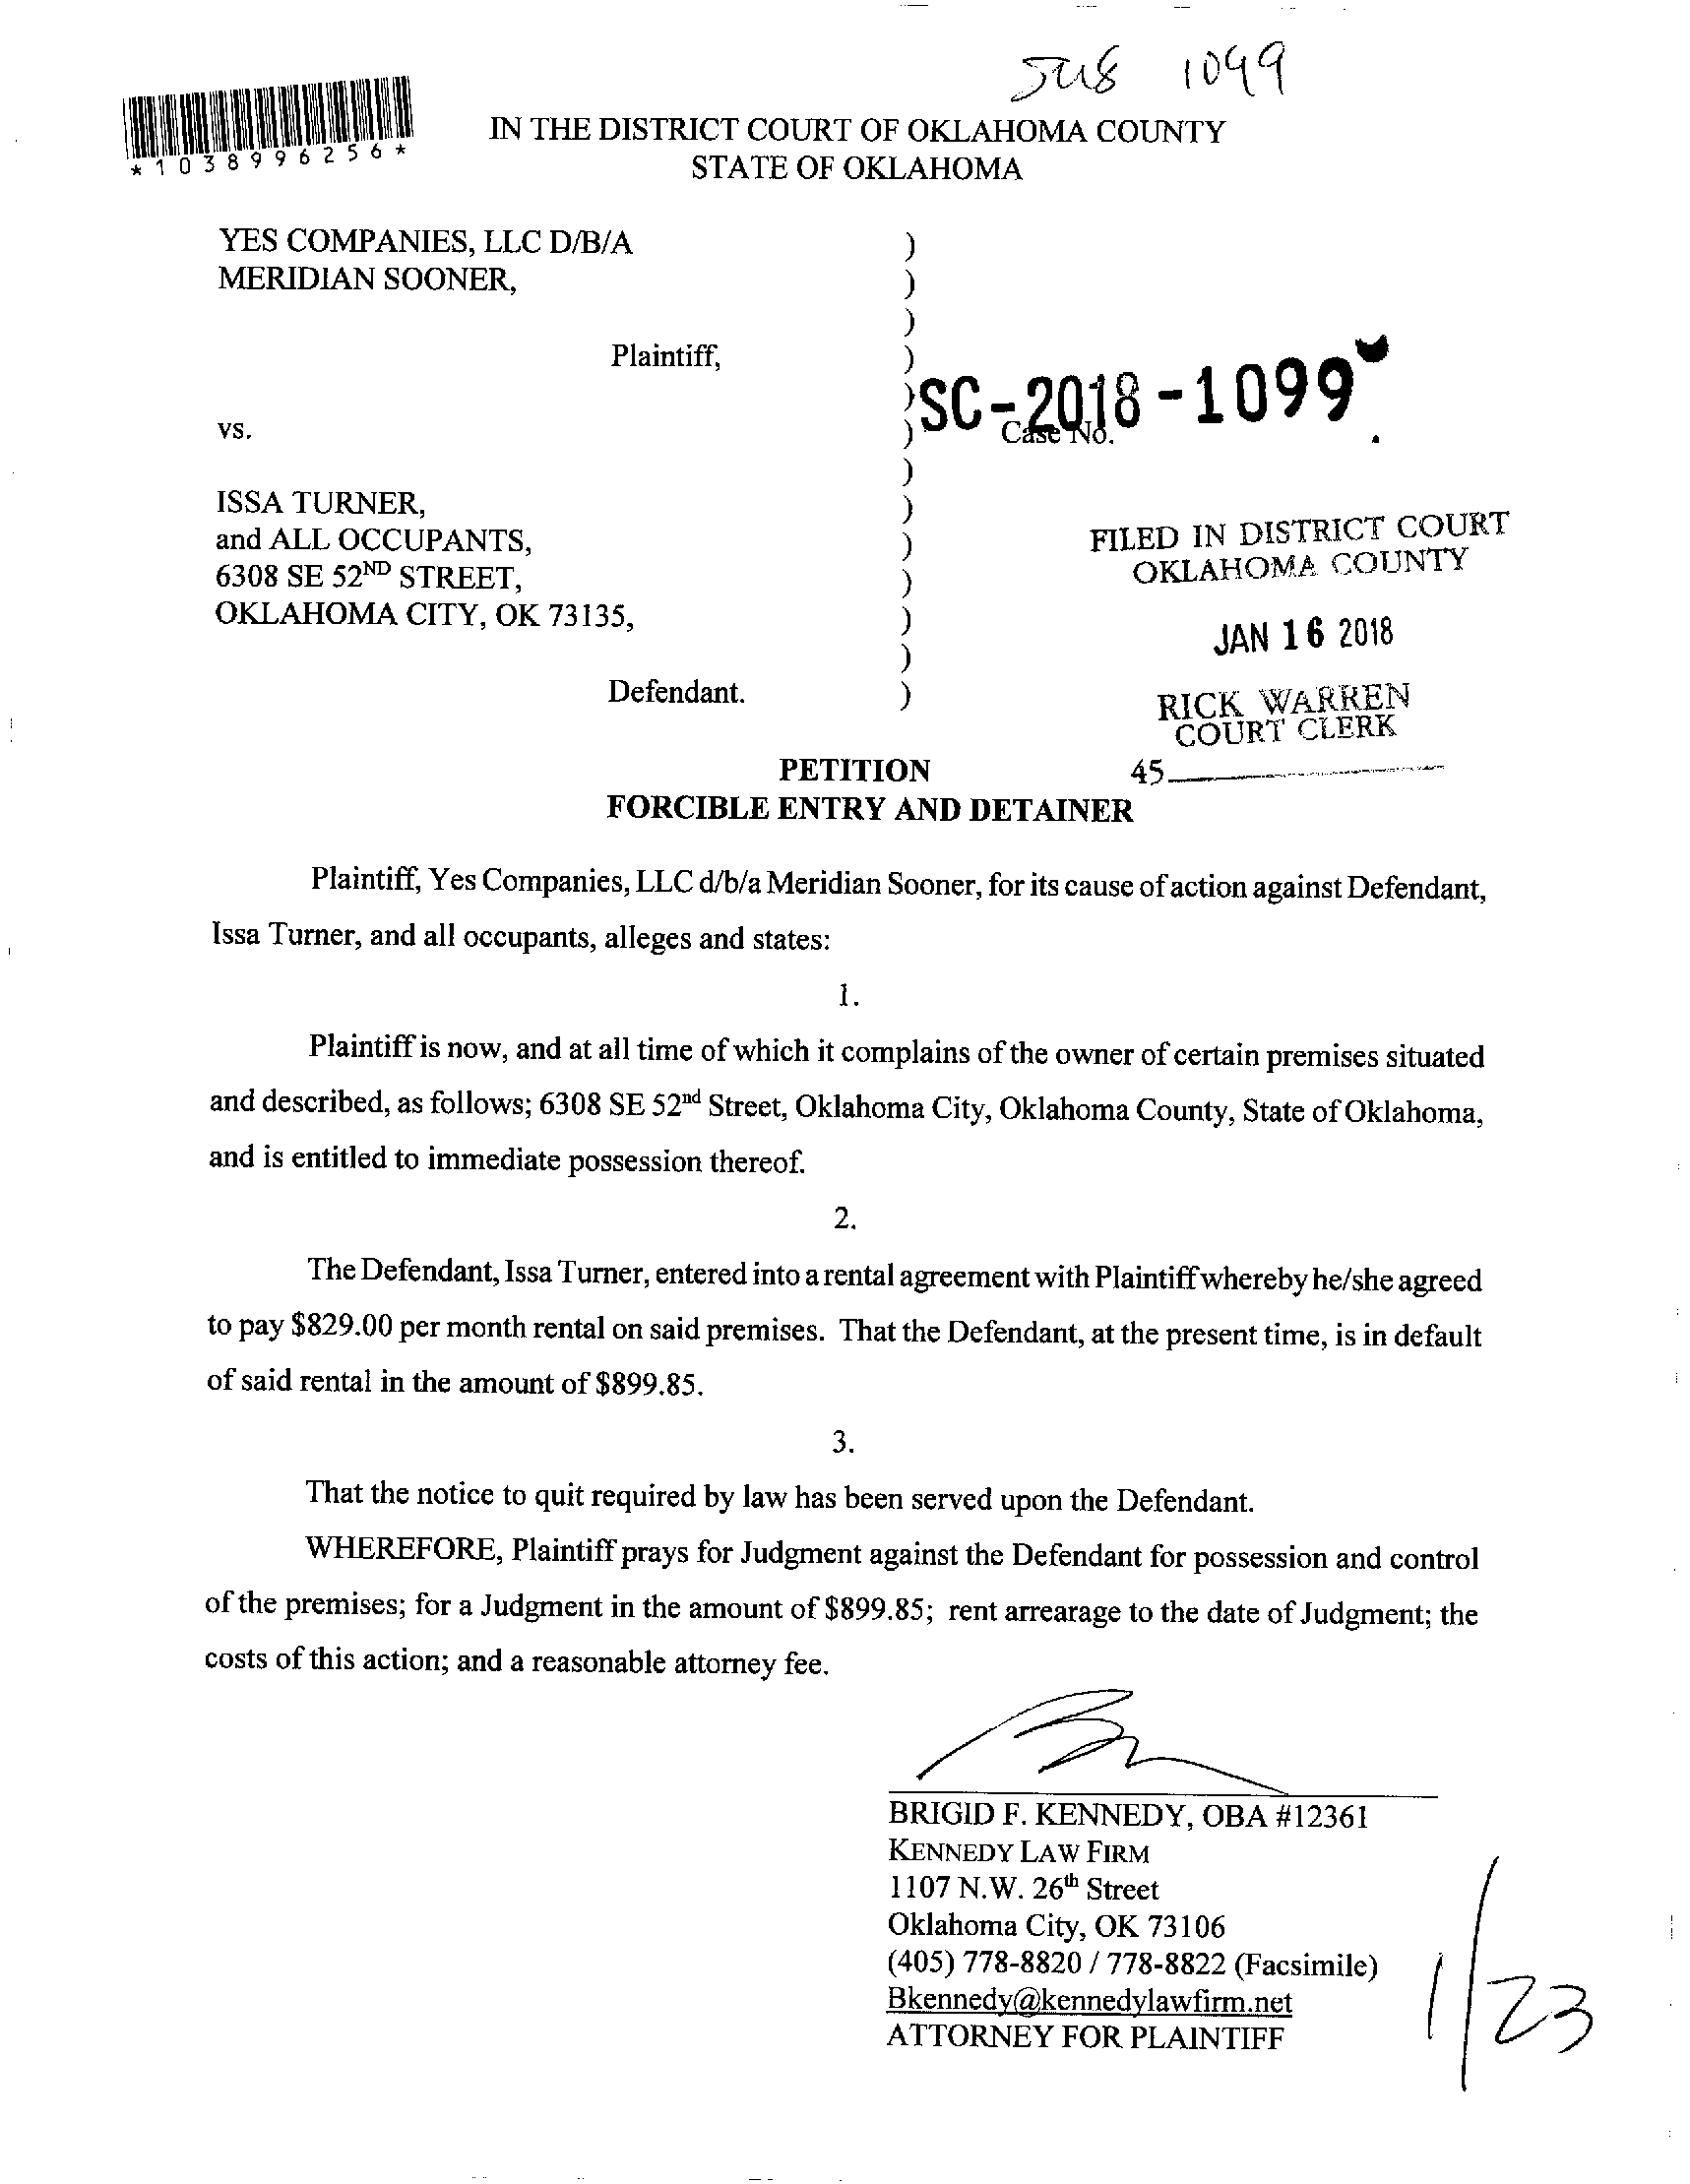 1099
*1038996256*
IN THE DISTRICT COURT OF OKLAHOMA COUNTY
STATE OF OKLAHOMA
YES COMPANIES, LLC D/B/A )
MERIDIAN SOONER, )
)
Plaintiff, )
) SC-2018-1099
vs. ) Case No. .
)
ISSA TURNER, )
and ALL OCCUPANTS, )
6308 SE 52ND STREET, )
OKLAHOMA CITY, OK 73135, )
)
Defendant. )
FILED IN DISTRICT COURT
OKLAHOMA COUNTY
JAN 16 2018
RICK WARREN
COURT CLERK
45
PETITION
FORCIBLE ENTRY AND DETAINER
Plaintiff, Yes Companies, LLC d/b/a Meridian Sooner, for its cause of action against Defendant,
Issa Turner, and all occupants, alleges and states:
1.
Plaintiff is now, and at all time of which it complains of the owner of certain premises situated
and described, as follows; 6308 SE 52nd Street, Oklahoma City, Oklahoma County, State of Oklahoma,
and is entitled to immediate possession thereof.
2.
The Defendant, Issa Turner, entered into a rental agreement with Plaintiff whereby he/she agreed
to pay $829.00 per month rental on said premises. That the Defendant, at the present time, is in default
of said rental in the amount of $899.85.
3.
That the notice to quit required by law has been served upon the Defendant.
WHEREFORE, Plaintiff prays for Judgment against the Defendant for possession and control
of the premises; for a Judgment in the amount of $899.85; rent arrearage to the date of Judgment; the
costs of this action; and a reasonable attorney fee.
BRIGID F. KENNEDY, OBA #12361
KENNEDY LAW FIRM
1107 N.W. 26th Street
Oklahoma City, OK 73106
(405) 778-8820 / 778-8822 (Facsimile)
Bkennedy@kennedylawfirm.net
ATTORNEY FOR PLAINTIFF
1/23